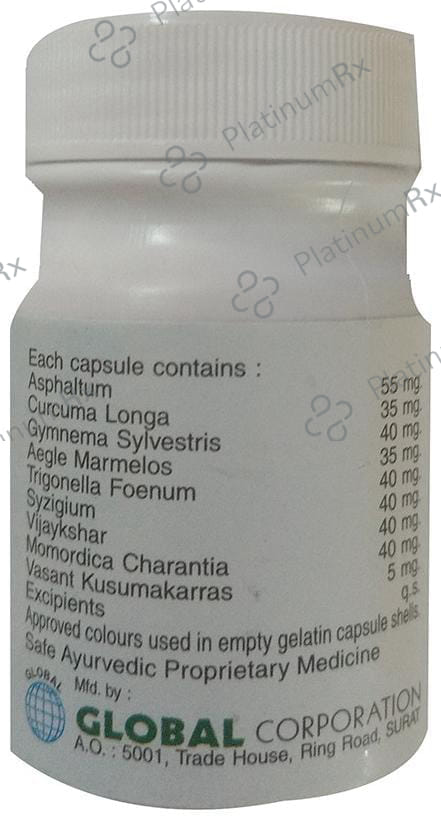 Each capsule contains :
Asphaltum 55 mg.
Curcuma Longa 35 mg.
Gymnema Sylvestris 40 mg.
Aegle Marmelos 35 mg.
Trigonella Foenum 40 mg.
Syzigium 40 mg.
Vijaykshar 40 mg.
Momordica Charantia 40 mg.
Vasant Kusumakarras 5 mg.
Excipients q.s.
Approved colours used in empty gelatin capsule shells.
Safe Ayurvedic Proprietary Medicine
GLOBAL
Mfd. by :
GLOBAL CORPORATION
A.O. : 5001, Trade House, Ring Road, SURAT
PlatinumRx
PlatinumRx